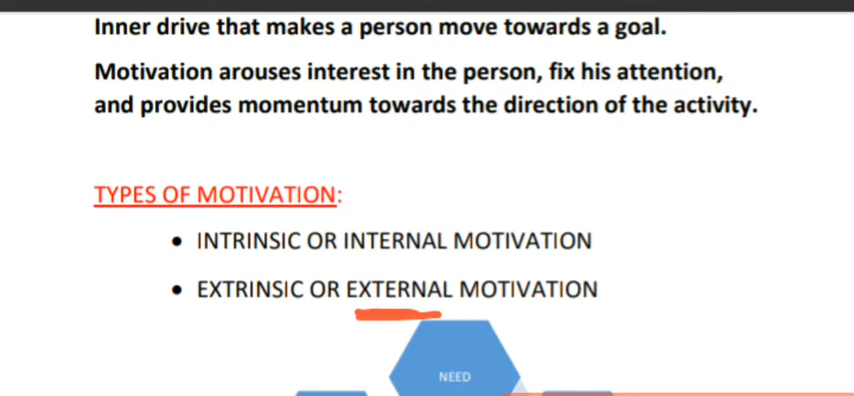 Inner drive that makes a person move towards a goal.
Motivation arouses interest in the person, fix his attention,
and provides momentum towards the direction of the activity.
TYPES OF MOTIVATION:
• INTRINSIC OR INTERNAL MOTIVATION
• EXTRINSIC OR EXTERNAL MOTIVATION
NEED